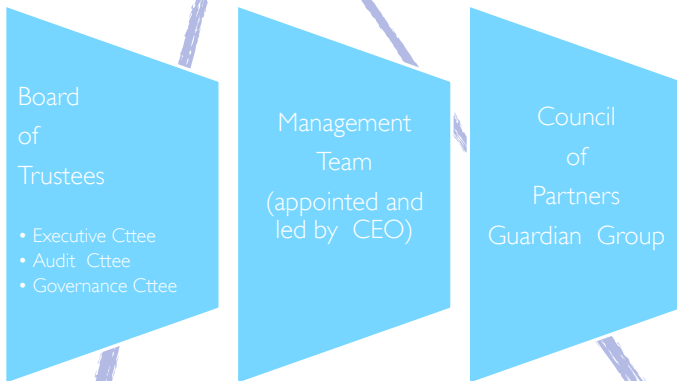 Board
of
Trustees
• Executive Cttee
• Audit Cttee
• Governance Cttee
Management
Team
(appointed and
led by CEO)
Council
of
Partners
Guardian Group